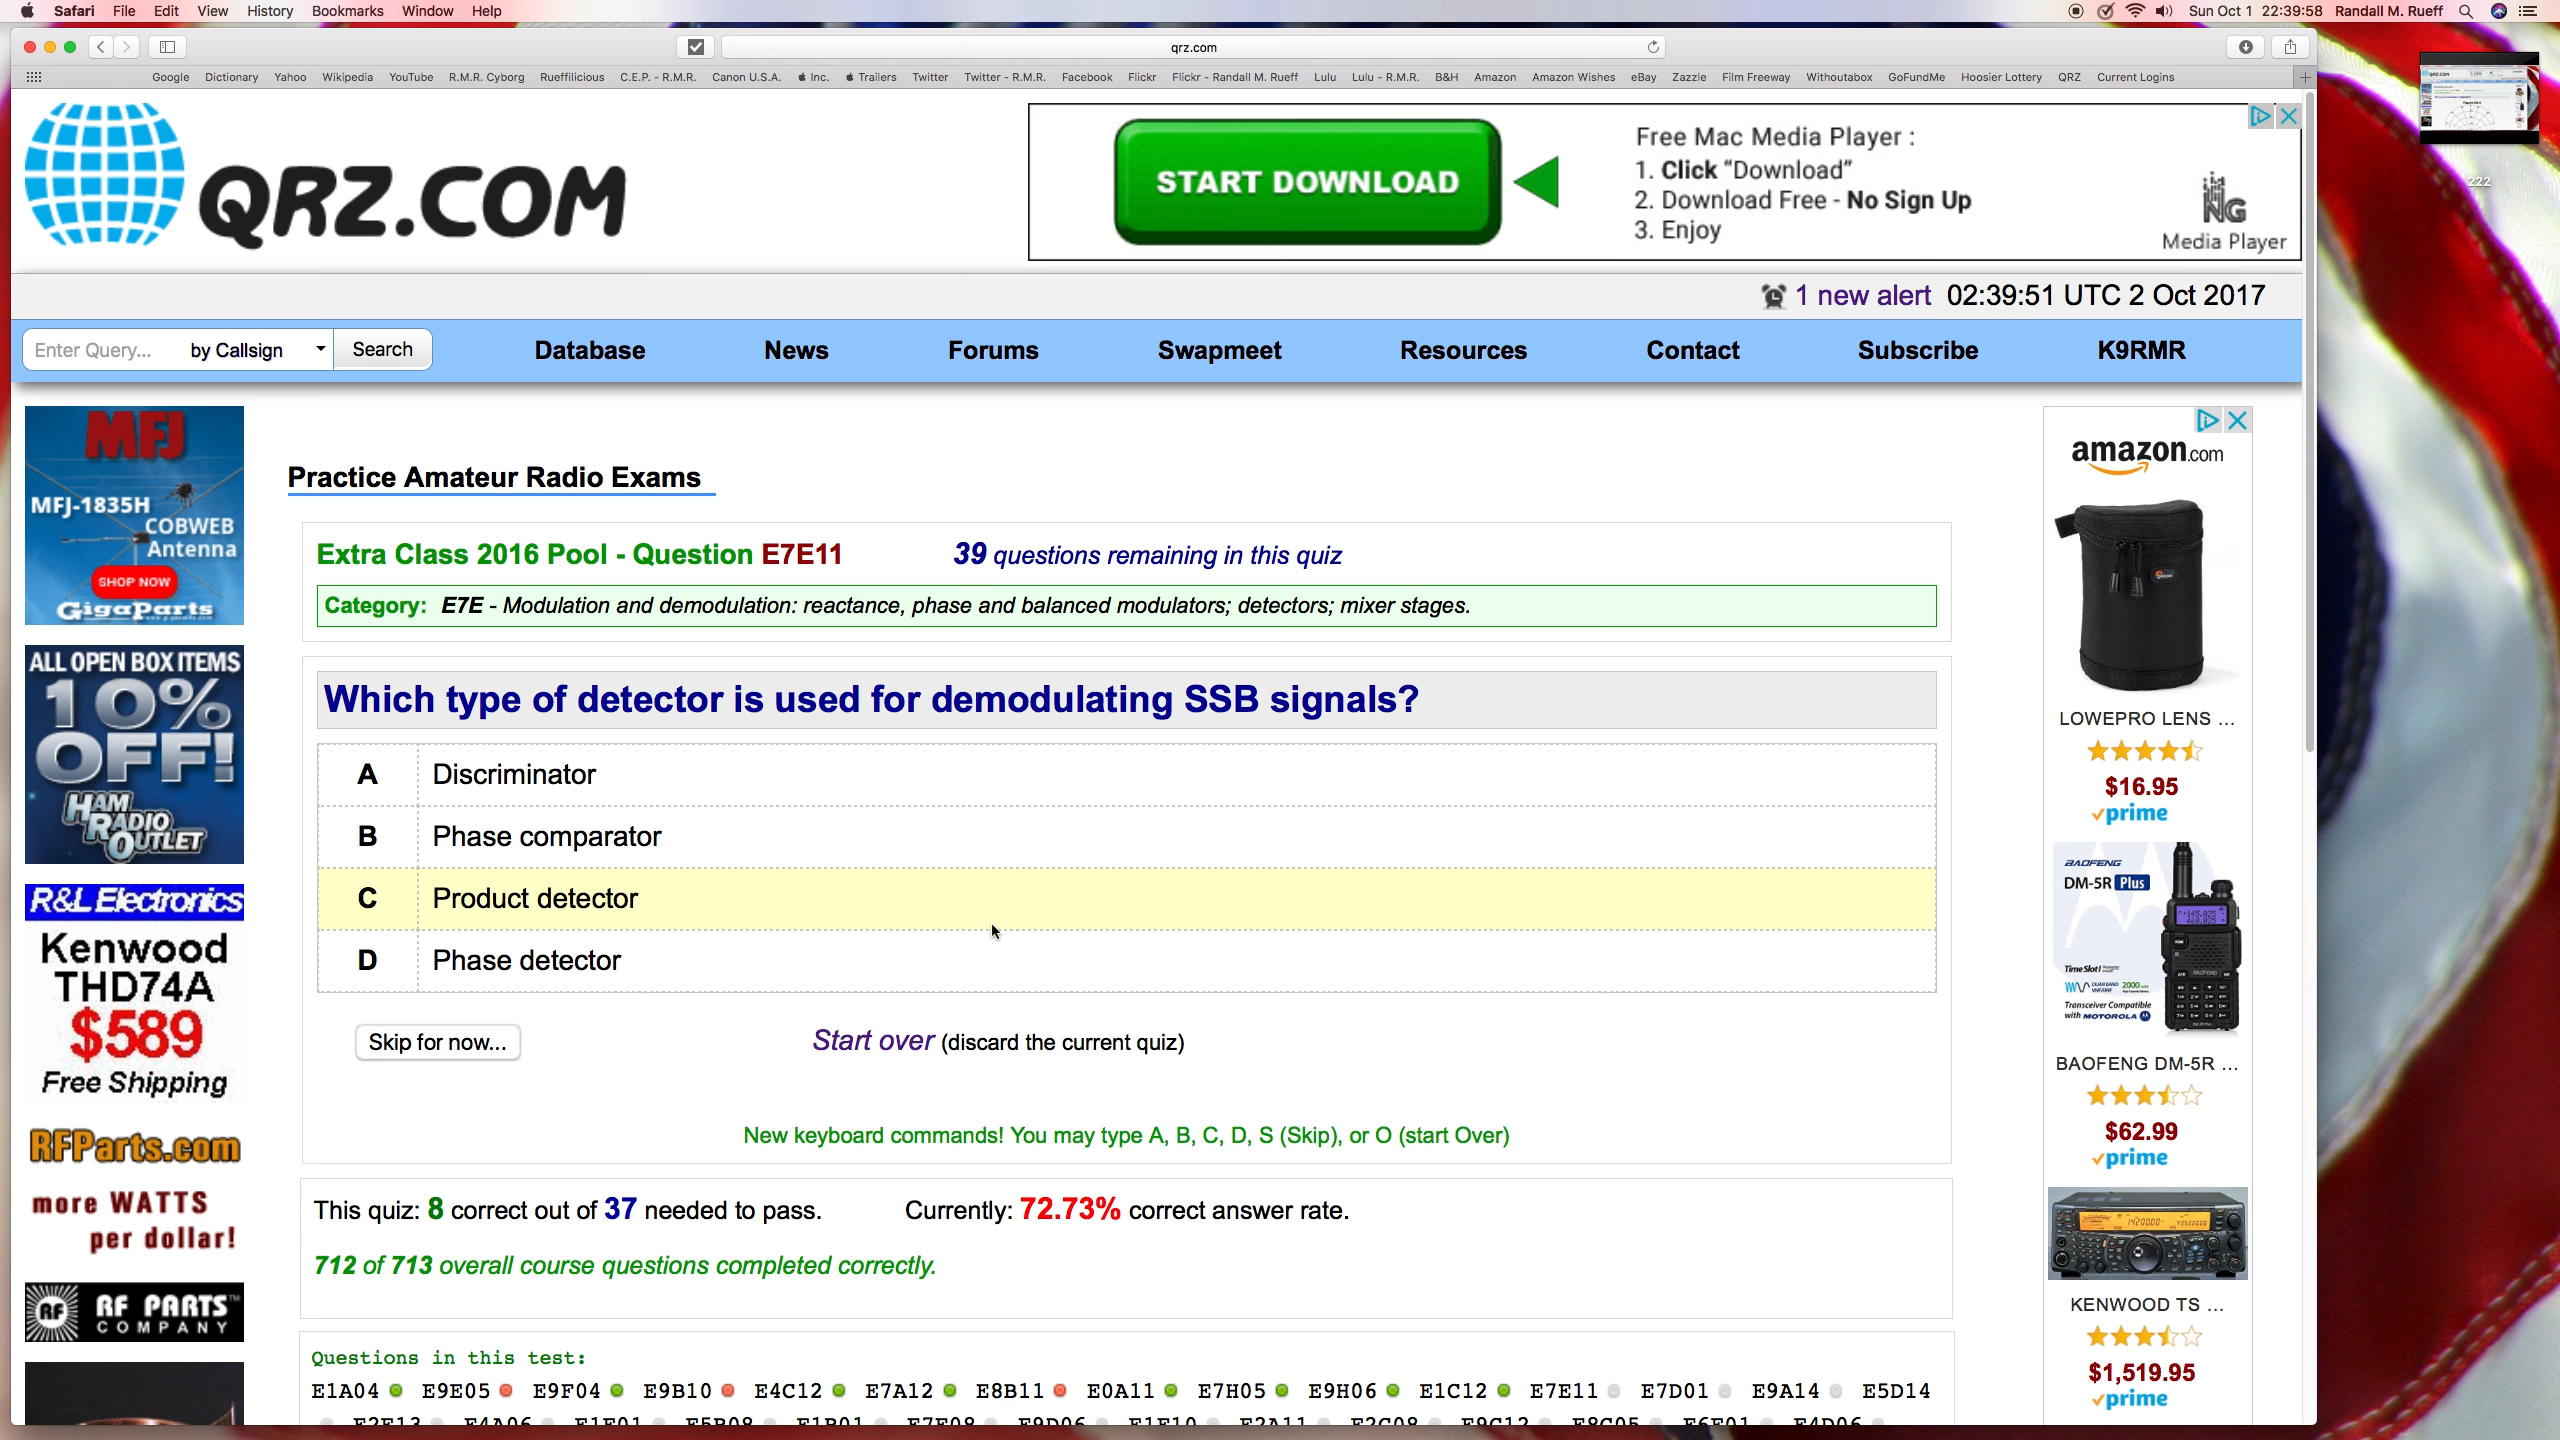 Safari File Edit View History Bookmarks Window Help
Sun Oct 1 22:39:58 Randall M. Rueff
qrz.com
Google Dictionary Yahoo Wikipedia YouTube R.M.R. Cyborg Rueffilicious C.E.P. - R.M.R. Canon U.S.A. Inc. Trailers Twitter Twitter - R.M.R. Facebook Flickr Flickr - Randall M. Rueff Lulu Lulu - R.M.R. B&H Amazon Amazon Wishes eBay Zazzle Film Freeway Withoutabox GoFundMe Hoosier Lottery QRZ Current Logins
222
QRZ.COM
START DOWNLOAD
Free Mac Media Player :
1. Click “Download”
2. Download Free - No Sign Up
3. Enjoy
NG
Media Player
1 new alert 02:39:51 UTC 2 Oct 2017
Enter Query... by Callsign Search
Database News Forums Swapmeet Resources Contact Subscribe K9RMR
MFJ
MFJ-1835H
COBWEB
Antenna
SHOP NOW
GigaParts
ALL OPEN BOX ITEMS
10%
OFF!
HAM
RADIO
OUTLET
R&L Electronics
Kenwood
THD74A
$589
Free Shipping
RFParts.com
more WATTS
per dollar!
RF
RF PARTS™
COMPANY
Practice Amateur Radio Exams
Extra Class 2016 Pool - Question E7E11
39 questions remaining in this quiz
Category: E7E - Modulation and demodulation: reactance, phase and balanced modulators; detectors; mixer stages.
Which type of detector is used for demodulating SSB signals?
A Discriminator
B Phase comparator
C Product detector
D Phase detector
Skip for now...
Start over (discard the current quiz)
New keyboard commands! You may type A, B, C, D, S (Skip), or O (start Over)
This quiz: 8 correct out of 37 needed to pass.
Currently: 72.73% correct answer rate.
712 of 713 overall course questions completed correctly.
Questions in this test:
E1A04 E9E05 E9F04 E9B10 E4C12 E7A12 E8B11 E0A11 E7H05 E9H06 E1C12 E7E11 E7D01 E9A14 E5D14
amazon.com
LOWEPRO LENS ...
$16.95
prime
BAOFENG
DM-5R Plus
Time Slot
2000
Transceiver Compatible
with MOTOROLA
BAOFENG DM-5R ...
$62.99
prime
KENWOOD TS ...
$1,519.95
prime